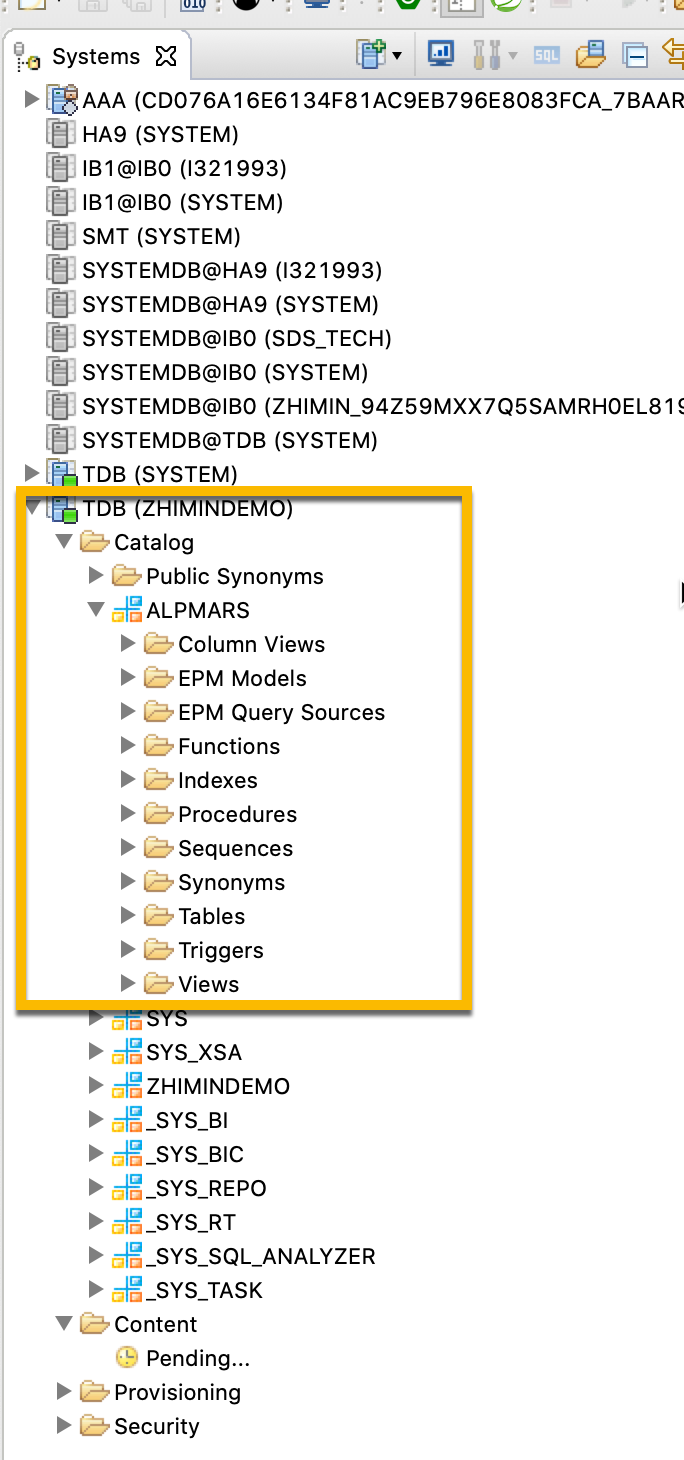 010
Systems
SQL
AAA (CD076A16E6134F81AC9EB796E8083FCA_7BAAR
HA9 (SYSTEM)
IB1@IB0 (I321993)
IB1@IB0 (SYSTEM)
SMT (SYSTEM)
SYSTEMDB@HA9 (I321993)
SYSTEMDB@HA9 (SYSTEM)
SYSTEMDB@IB0 (SDS_TECH)
SYSTEMDB@IB0 (SYSTEM)
SYSTEMDB@IB0 (ZHIMIN_94Z59MXX7Q5SAMRH0EL819
SYSTEMDB@TDB (SYSTEM)
TDB (SYSTEM)
TDB (ZHIMINDEMO)
Catalog
Public Synonyms
ALPMARS
Column Views
EPM Models
EPM Query Sources
Functions
Indexes
Procedures
Sequences
Synonyms
Tables
Triggers
Views
SYS
SYS_XSA
ZHIMINDEMO
_SYS_BI
_SYS_BIC
_SYS_REPO
_SYS_RT
_SYS_SQL_ANALYZER
_SYS_TASK
Content
Pending...
Provisioning
Security